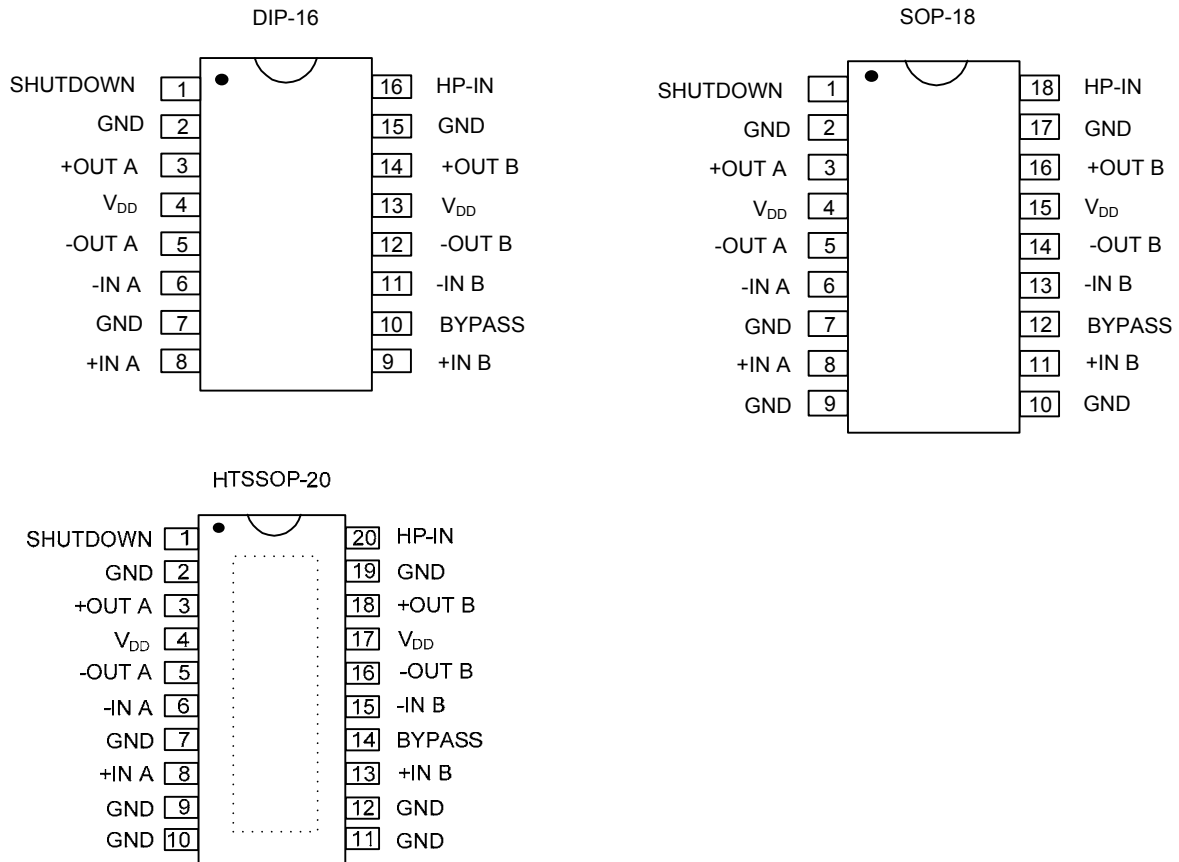 DIP-16
SHUTDOWN 1 16 HP-IN
GND 2 15 GND
+OUT A 3 14 +OUT B
VDD 4 13 VDD
-OUT A 5 12 -OUT B
-IN A 6 11 -IN B
GND 7 10 BYPASS
+IN A 8 9 +IN B
SOP-18
SHUTDOWN 1 18 HP-IN
GND 2 17 GND
+OUT A 3 16 +OUT B
VDD 4 15 VDD
-OUT A 5 14 -OUT B
-IN A 6 13 -IN B
GND 7 12 BYPASS
+IN A 8 11 +IN B
GND 9 10 GND
HTSSOP-20
SHUTDOWN 1 20 HP-IN
GND 2 19 GND
+OUT A 3 18 +OUT B
VDD 4 17 VDD
-OUT A 5 16 -OUT B
-IN A 6 15 -IN B
GND 7 14 BYPASS
+IN A 8 13 +IN B
GND 9 12 GND
GND 10 11 GND